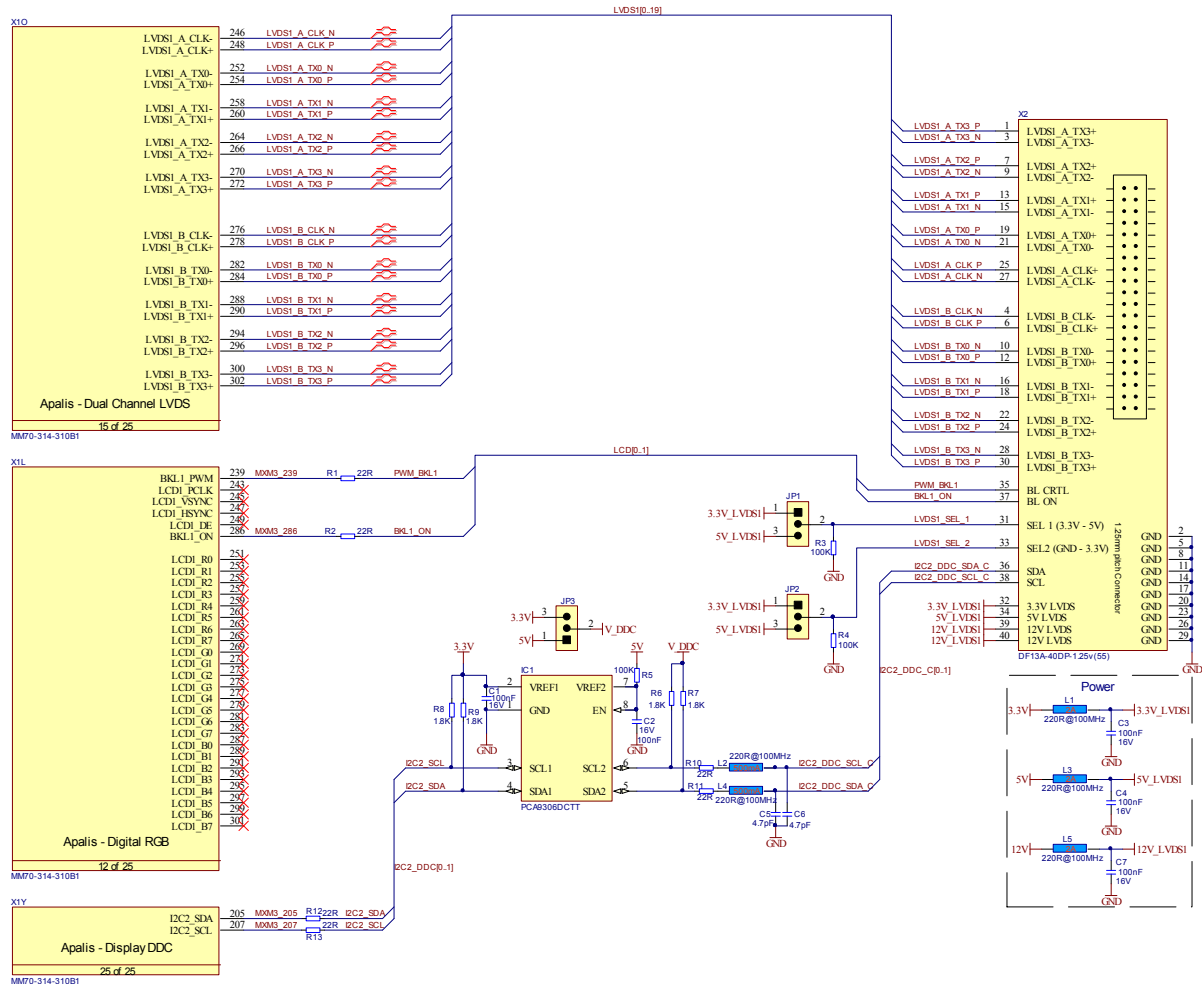 X1O
LVDS1_A_CLK- 246 LVDS1_A_CLK_N
LVDS1_A_CLK+ 248 LVDS1_A_CLK_P
LVDS1_A_TX0- 252 LVDS1_A_TX0_N
LVDS1_A_TX0+ 254 LVDS1_A_TX0_P
LVDS1_A_TX1- 258 LVDS1_A_TX1_N
LVDS1_A_TX1+ 260 LVDS1_A_TX1_P
LVDS1_A_TX2- 264 LVDS1_A_TX2_N
LVDS1_A_TX2+ 266 LVDS1_A_TX2_P
LVDS1_A_TX3- 270 LVDS1_A_TX3_N
LVDS1_A_TX3+ 272 LVDS1_A_TX3_P
LVDS1_B_CLK- 276 LVDS1_B_CLK_N
LVDS1_B_CLK+ 278 LVDS1_B_CLK_P
LVDS1_B_TX0- 282 LVDS1_B_TX0_N
LVDS1_B_TX0+ 284 LVDS1_B_TX0_P
LVDS1_B_TX1- 288 LVDS1_B_TX1_N
LVDS1_B_TX1+ 290 LVDS1_B_TX1_P
LVDS1_B_TX2- 294 LVDS1_B_TX2_N
LVDS1_B_TX2+ 296 LVDS1_B_TX2_P
LVDS1_B_TX3- 300 LVDS1_B_TX3_N
LVDS1_B_TX3+ 302 LVDS1_B_TX3_P
Apalis - Dual Channel LVDS
15 of 25
MM70-314-310B1
LVDS1[0..19]
X2
LVDS1_A_TX3_P 1 LVDS1_A_TX3+
LVDS1_A_TX3_N 3 LVDS1_A_TX3-
LVDS1_A_TX2_P 7 LVDS1_A_TX2+
LVDS1_A_TX2_N 9 LVDS1_A_TX2-
LVDS1_A_TX1_P 13 LVDS1_A_TX1+
LVDS1_A_TX1_N 15 LVDS1_A_TX1-
LVDS1_A_TX0_P 19 LVDS1_A_TX0+
LVDS1_A_TX0_N 21 LVDS1_A_TX0-
LVDS1_A_CLK_P 25 LVDS1_A_CLK+
LVDS1_A_CLK_N 27 LVDS1_A_CLK-
LVDS1_B_CLK_N 4 LVDS1_B_CLK-
LVDS1_B_CLK_P 6 LVDS1_B_CLK+
LVDS1_B_TX0_N 10 LVDS1_B_TX0-
LVDS1_B_TX0_P 12 LVDS1_B_TX0+
LVDS1_B_TX1_N 16 LVDS1_B_TX1-
LVDS1_B_TX1_P 18 LVDS1_B_TX1+
LVDS1_B_TX2_N 22 LVDS1_B_TX2-
LVDS1_B_TX2_P 24 LVDS1_B_TX2+
LVDS1_B_TX3_N 28 LVDS1_B_TX3-
LVDS1_B_TX3_P 30 LVDS1_B_TX3+
PWM_BKL1 35 BL CRTL
BKL1_ON 37 BL ON
LVDS1_SEL_1 31 SEL 1 (3.3V - 5V)
LVDS1_SEL_2 33 SEL2 (GND - 3.3V)
I2C2_DDC_SDA_C 36 SDA
I2C2_DDC_SCL_C 38 SCL
3.3V_LVDS1 32 3.3V LVDS
5V_LVDS1 34 5V LVDS
12V_LVDS1 39 12V LVDS
12V_LVDS1 40 12V LVDS
1.25mm pitch Connector
GND 2
GND 5
GND 8
GND 11
GND 14
GND 17
GND 20
GND 23
GND 26
GND 29
GND
DF13A-40DP-1.25v(55)
X1L
BKL1_PWM 239 MXM3_239 R1 22R PWM_BKL1
LCD1_PCLK 243
LCD1_VSYNC 245
LCD1_HSYNC 247
LCD1_DE 249
BKL1_ON 286 MXM3_286 R2 22R BKL1_ON
LCD1_R0 251
LCD1_R1 253
LCD1_R2 255
LCD1_R3 257
LCD1_R4 259
LCD1_R5 261
LCD1_R6 263
LCD1_R7 265
LCD1_G0 269
LCD1_G1 271
LCD1_G2 273
LCD1_G3 275
LCD1_G4 277
LCD1_G5 279
LCD1_G6 281
LCD1_G7 283
LCD1_B0 287
LCD1_B1 289
LCD1_B2 291
LCD1_B3 293
LCD1_B4 295
LCD1_B5 297
LCD1_B6 299
LCD1_B7 301
Apalis - Digital RGB
12 of 25
MM70-314-310B1
LCD[0..1]
JP1
3.3V_LVDS1 1
2
5V_LVDS1 3
R3
100K
GND
JP2
3.3V_LVDS1 1
2
5V_LVDS1 3
R4
100K
GND
JP3
3.3V 3
2 V_DDC
5V 1
3.3V
R8
1.8K
R9
1.8K
C1
100nF
16V
GND
IC1
2 VREF1 VREF2 7
1 GND EN 8
3 SCL1 SCL2 6
4 SDA1 SDA2 5
PCA9306DCTT
5V
100K
R5
C2
16V
100nF
GND
V_DDC
R6
1.8K
R7
1.8K
I2C2_SCL
I2C2_SDA
R10
22R
L2
220R@100MHz
I2C2_DDC_SCL_C
R11
22R
L4
220R@100MHz
I2C2_DDC_SDA_C
C5
4.7pF
C6
4.7pF
GND
I2C2_DDC_C[0..1]
I2C2_DDC[0..1]
Power
3.3V L1 3.3V_LVDS1
220R@100MHz
C3
100nF
16V
GND
5V L3 5V_LVDS1
220R@100MHz
C4
100nF
16V
GND
12V L5 12V_LVDS1
220R@100MHz
C7
100nF
16V
GND
X1Y
I2C2_SDA 205 MXM3_205 R12 22R I2C2_SDA
I2C2_SCL 207 MXM3_207 22R I2C2_SCL
R13
Apalis - Display DDC
25 of 25
MM70-314-310B1